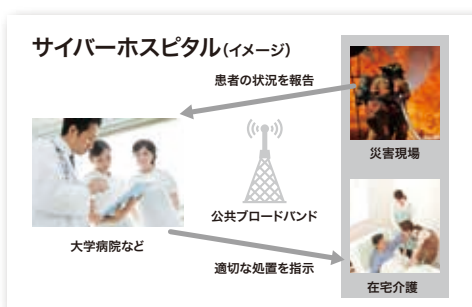 サイバーホスピタル(イメージ)
患者の状況を報告
災害現場
公共ブロードバンド
大学病院など
適切な処置を指示
在宅介護